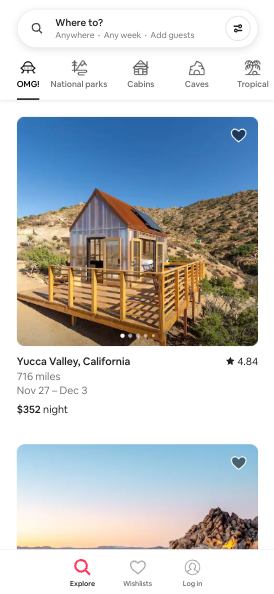 Where to?
Anywhere • Any week • Add guests
OMG!
National parks
Cabins
Caves
Tropical
Yucca Valley, California
4.84
716 miles
Nov 27 – Dec 3
$352 night
Explore
Wishlists
Log in